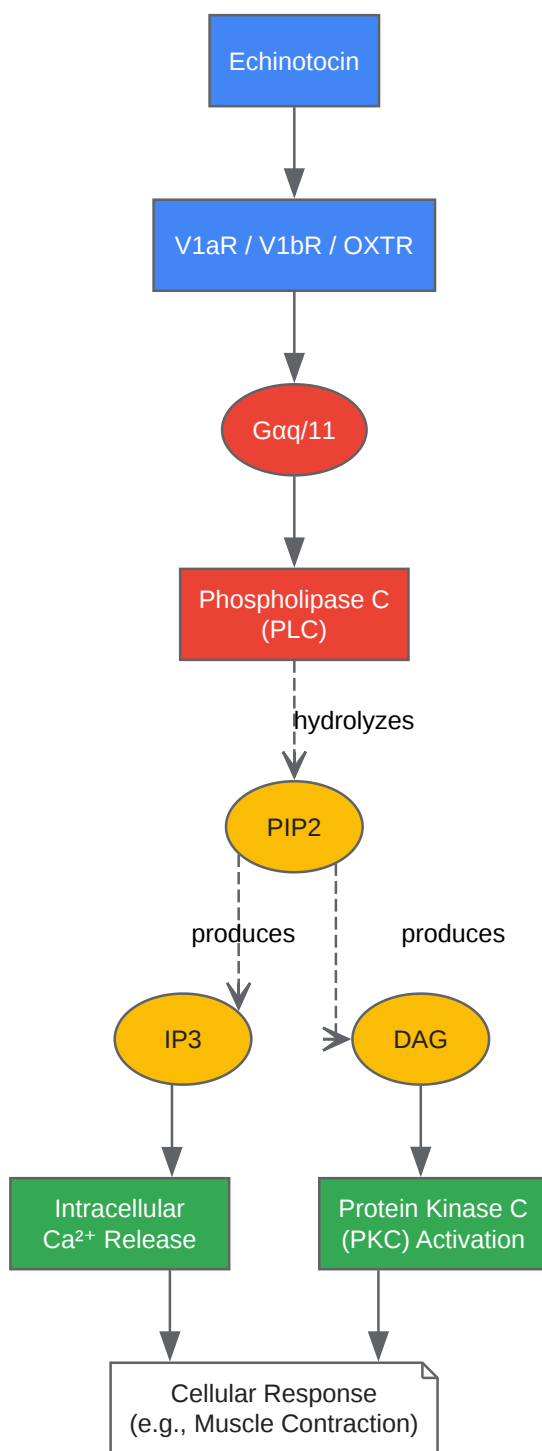 Echinotocin
V1aR / V1bR / OXTR
Gαq/11
Phospholipase C
(PLC)
hydrolyzes
PIP2
produces
produces
IP3
DAG
Intracellular
Ca²⁺ Release
Protein Kinase C
(PKC) Activation
Cellular Response
(e.g., Muscle Contraction)